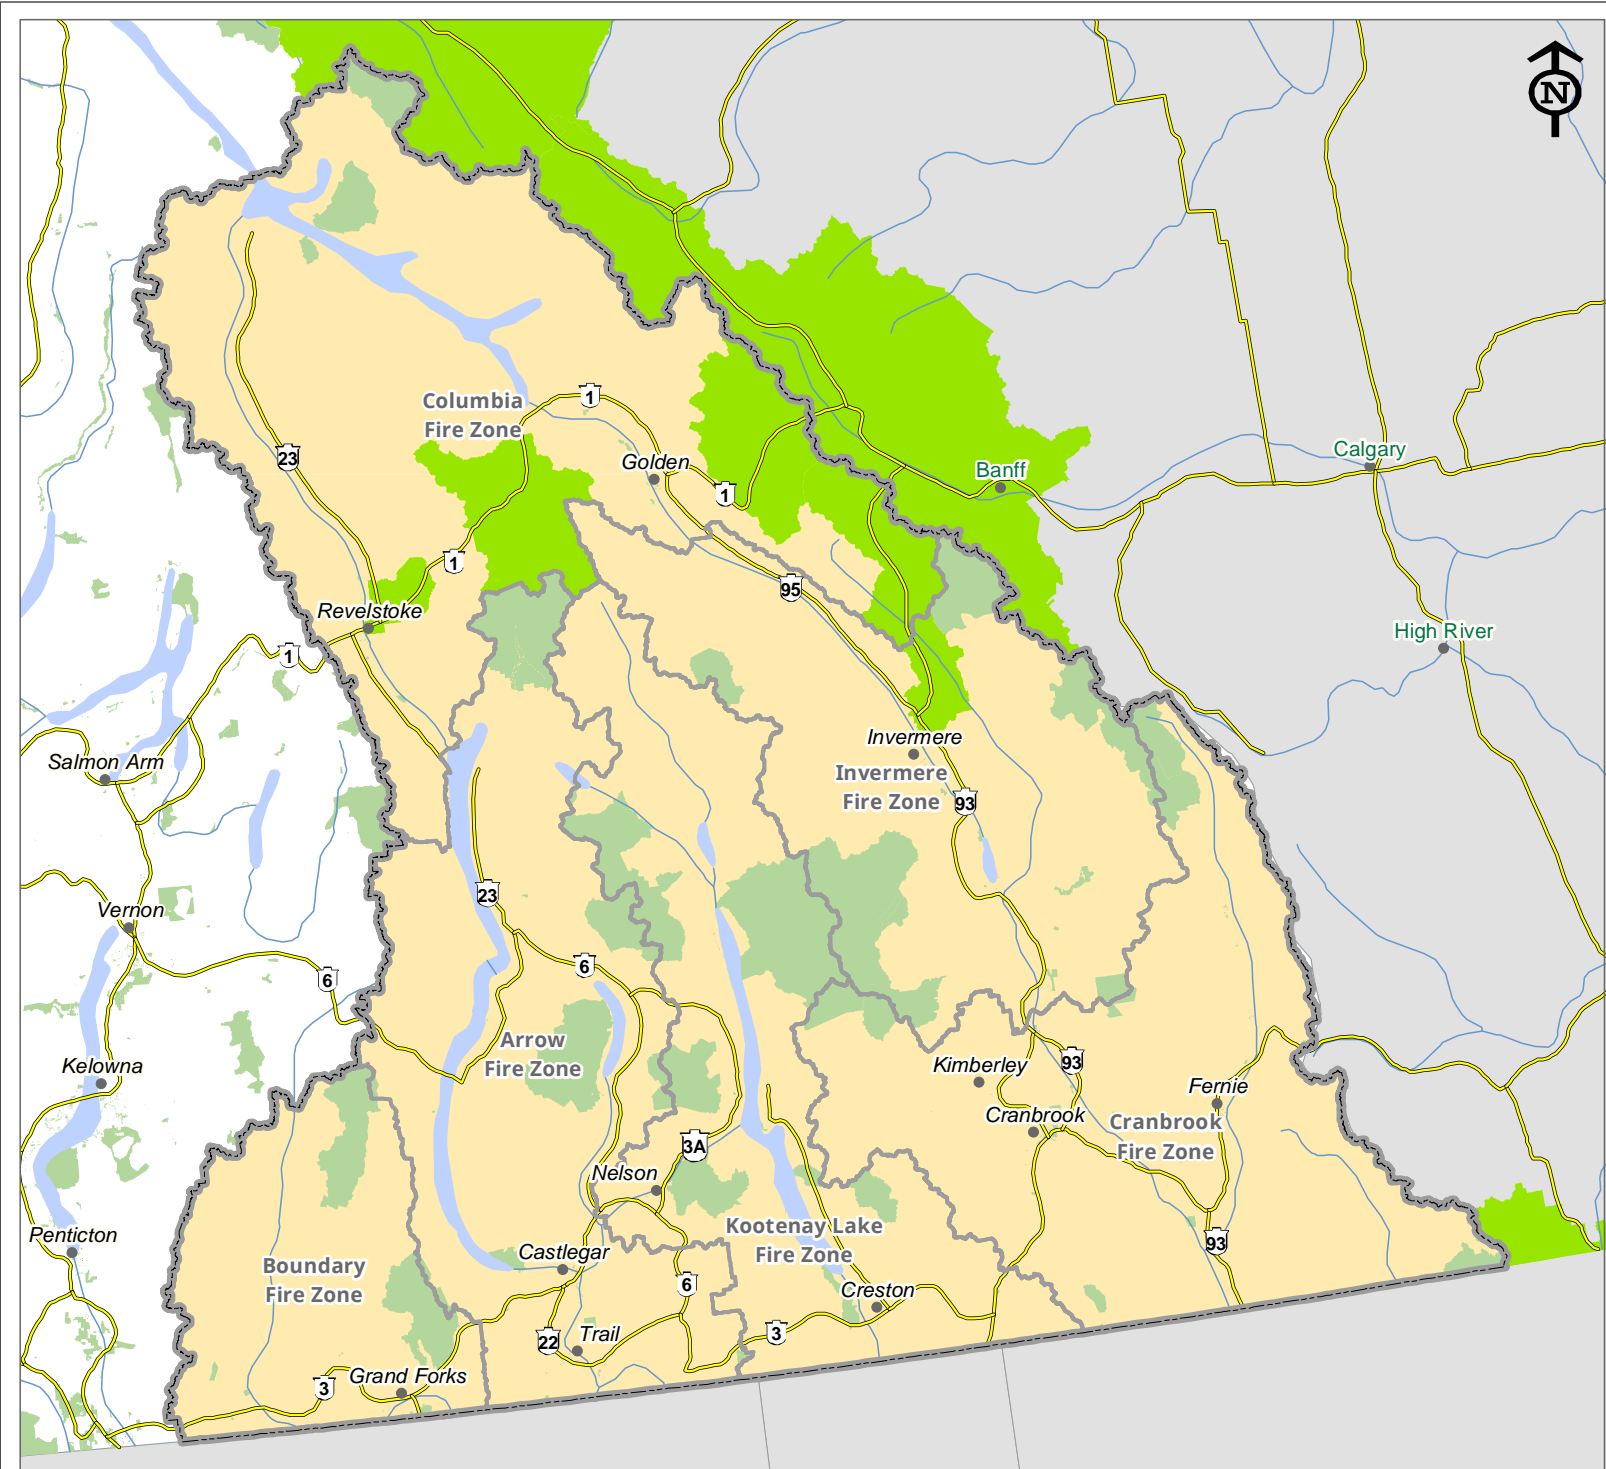 N
Columbia
Fire Zone
1
23
Golden
1
Banff
Calgary
1
95
Revelstoke
1
High River
Salmon Arm
Invermere
Invermere
Fire Zone
93
23
Vernon
6
6
Arrow
Fire Zone
Kelowna
Kimberley
93
Fernie
Cranbrook
Cranbrook
Fire Zone
3A
Nelson
Kootenay Lake
Fire Zone
Penticton
93
Castlegar
Boundary
Fire Zone
6
Creston
22
Trail
3
Grand Forks
3